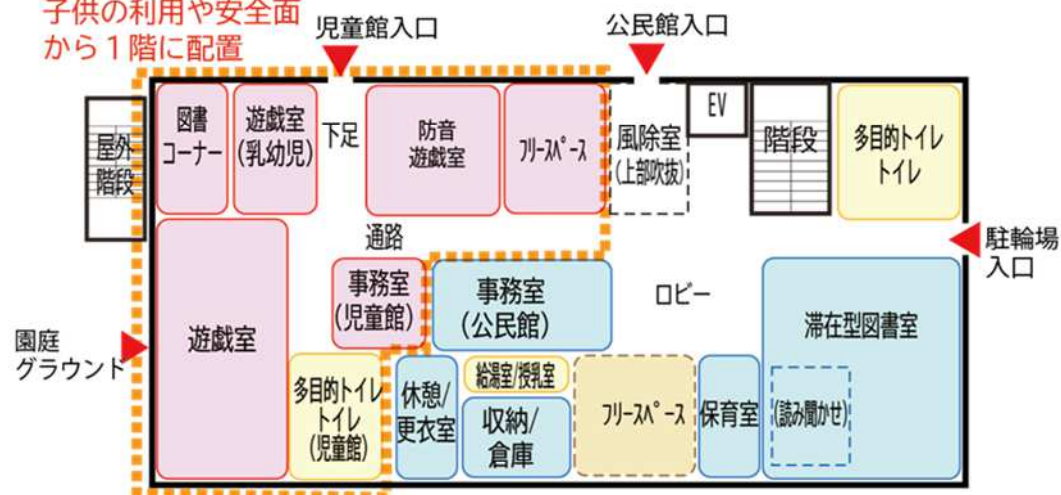 子供の利用や安全面
から１階に配置
児童館入口
公民館入口
屋外
階段
図書
コーナー
遊戯室
(乳幼児)
下足
防音
遊戯室
ﾌﾘｰｽﾍﾟｰｽ
風除室
(上部吹抜)
EV
階段
多目的トイレ
トイレ
通路
駐輪場
入口
事務室
(児童館)
事務室
(公民館)
ロビー
滞在型図書室
園庭
グラウンド
遊戯室
多目的トイレ
トイレ
(児童館)
休憩/
更衣室
給湯室/授乳室
収納/
倉庫
ﾌﾘｰｽﾍﾟｰｽ
保育室
(読み聞かせ)